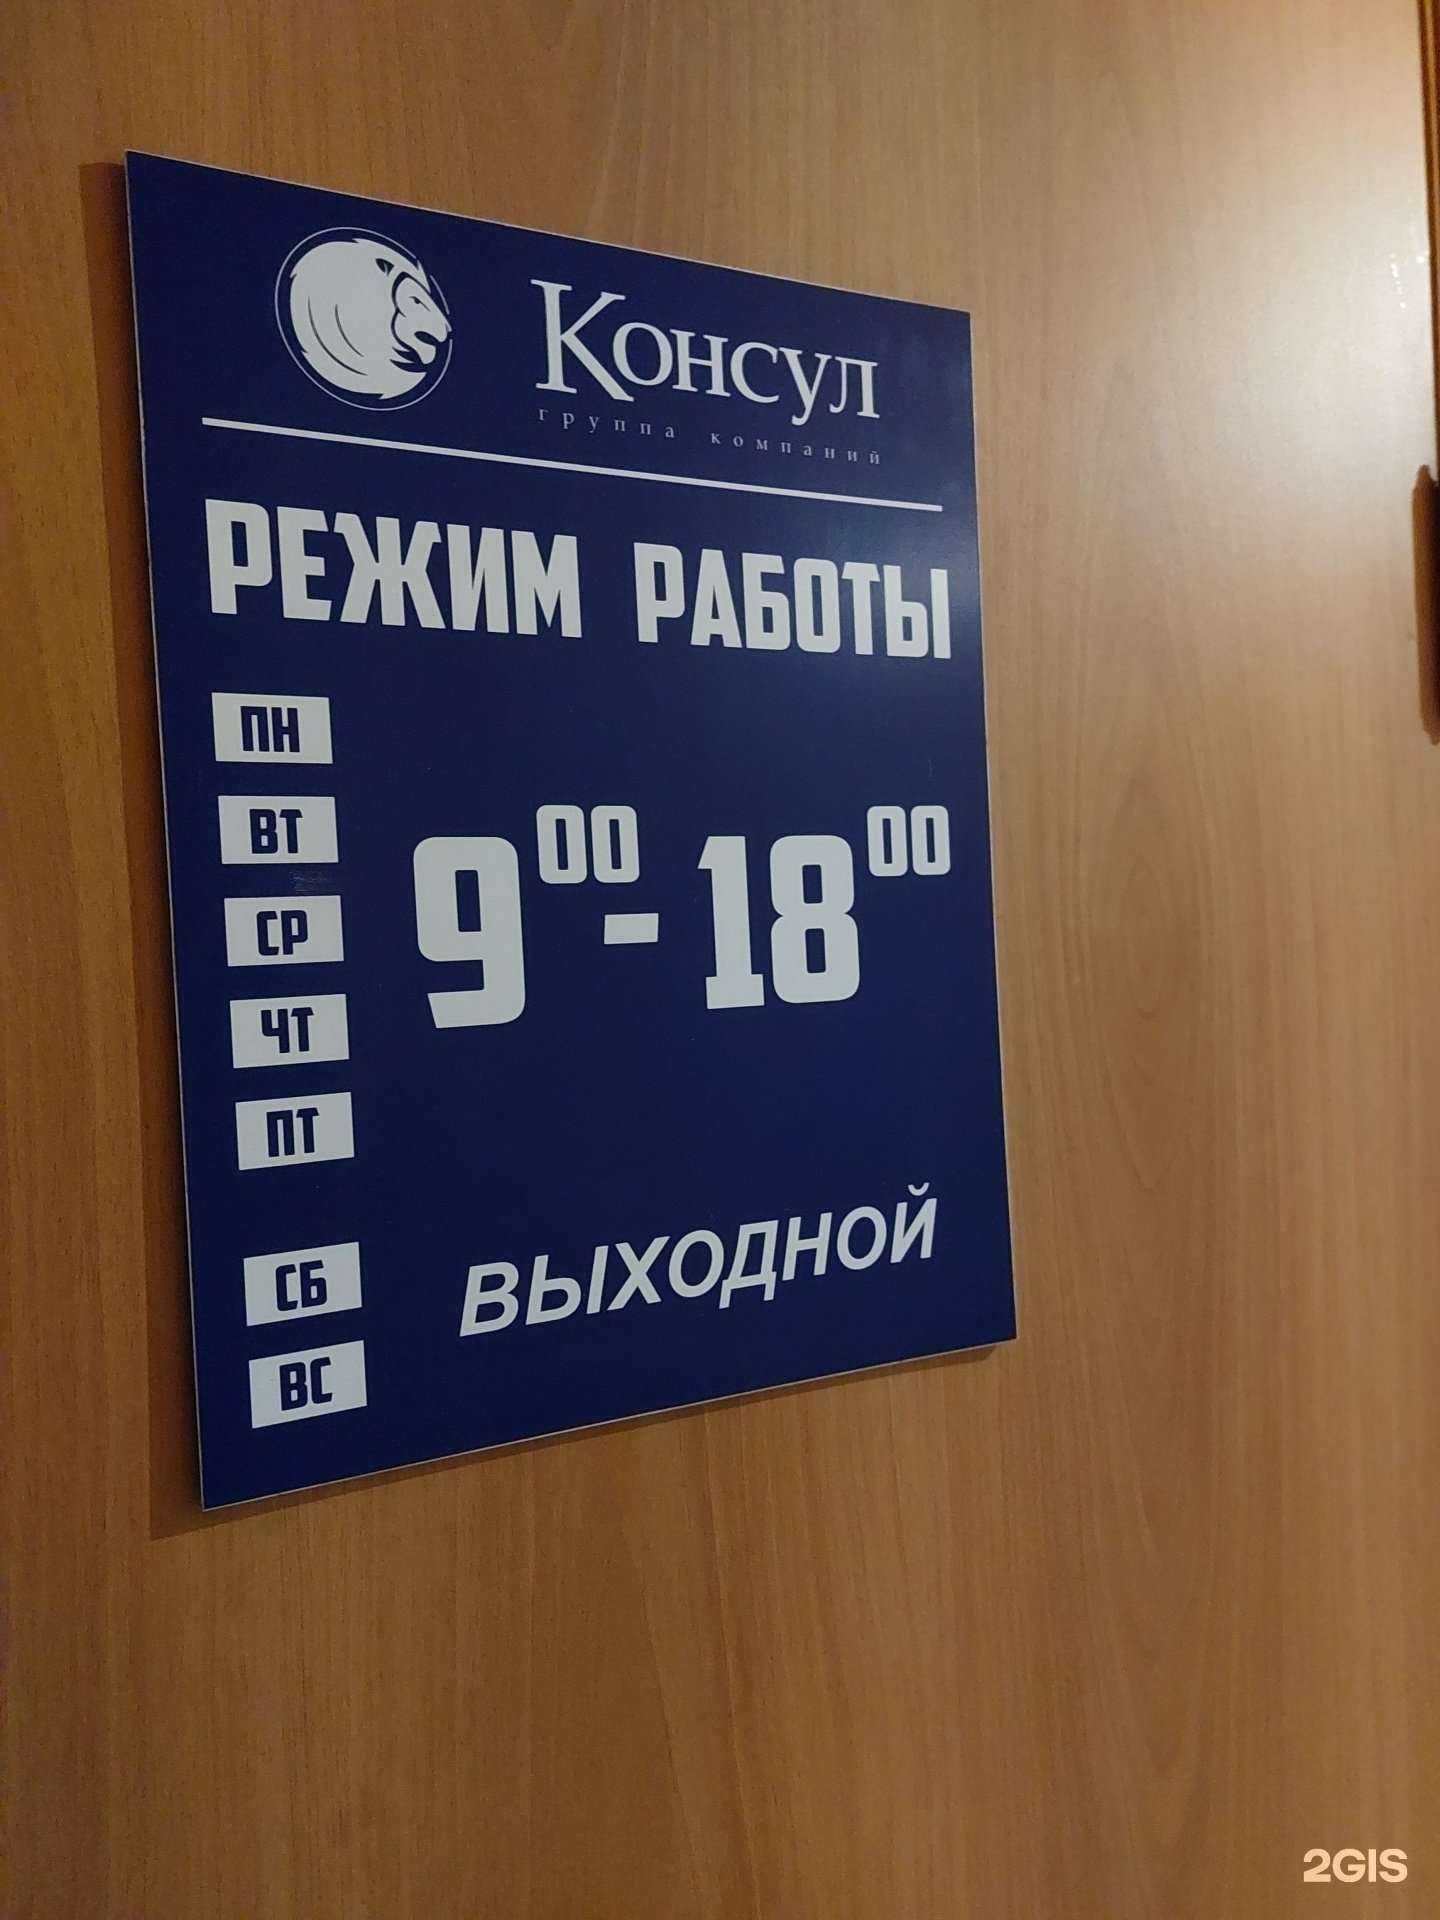 Консул
группа компаний
РЕЖИМ РАБОТЫ
ПН
ВТ
СР
9⁰⁰-18⁰⁰
ЧТ
ПТ
СБ
ВЫХОДНОЙ
ВС
2GIS